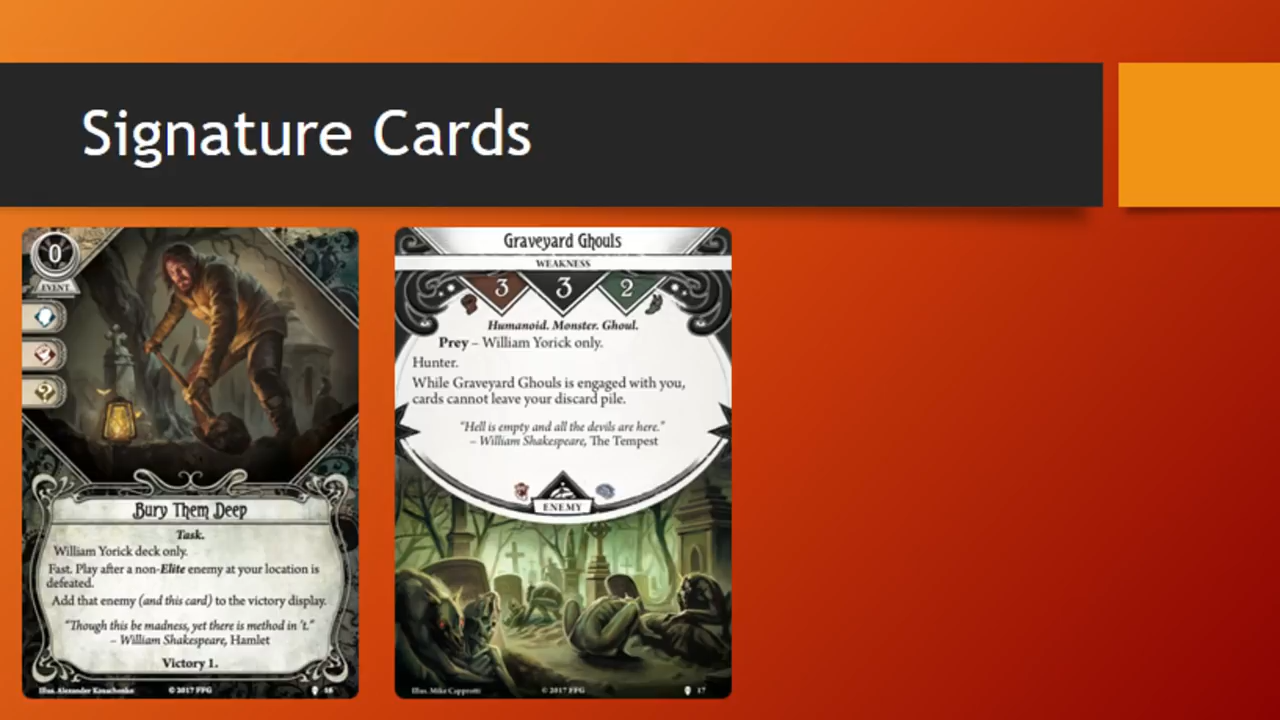 Signature Cards
0
EVENT
Bury Them Deep
Task.
William Yorick deck only.
Fast. Play after a non-Elite enemy at your location is
defeated.
Add that enemy (and this card) to the victory display.
"Though this be madness, yet there is method in 't."
– William Shakespeare, Hamlet
Victory 1.
© 2017 FFG
Graveyard Ghouls
WEAKNESS
3 3 2
Humanoid. Monster. Ghoul.
Prey – William Yorick only.
Hunter.
While Graveyard Ghouls is engaged with you,
cards cannot leave your discard pile.
"Hell is empty and all the devils are here."
– William Shakespeare, The Tempest
ENEMY
Illus. Mike Capprotti
© 2017 FFG
17